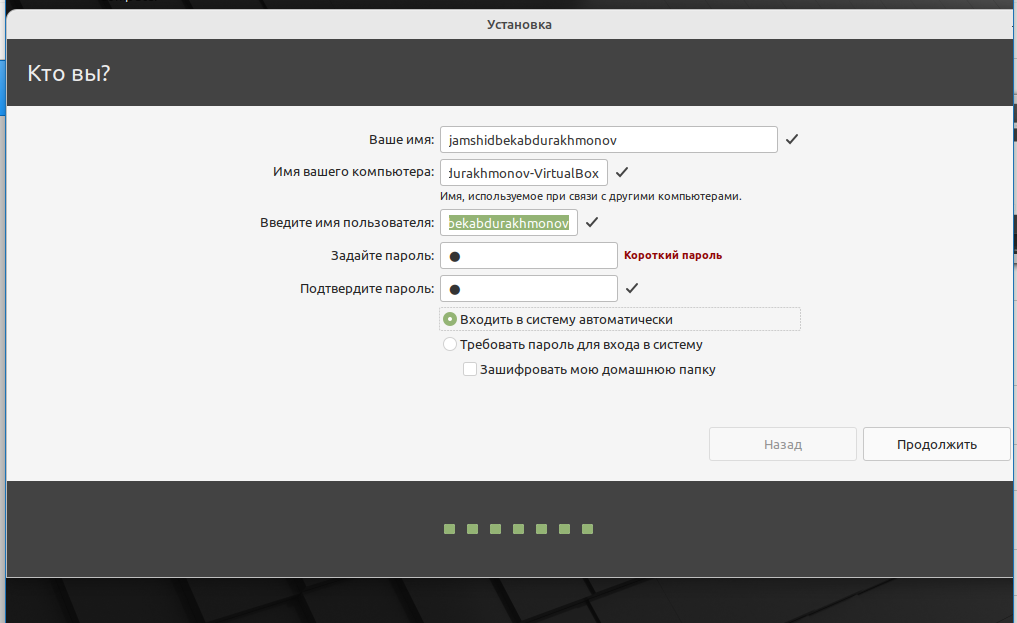 Установка
Кто вы?
Ваше имя: jamshidbekabdurakhmonov
Имя вашего компьютера: durakhmonov-VirtualBox
Имя, используемое при связи с другими компьютерами.
Введите имя пользователя: bekabdurakhmonov
Задайте пароль: ● Короткий пароль
Подтвердите пароль: ●
Входить в систему автоматически
Требовать пароль для входа в систему
Зашифровать мою домашнюю папку
Назад Продолжить